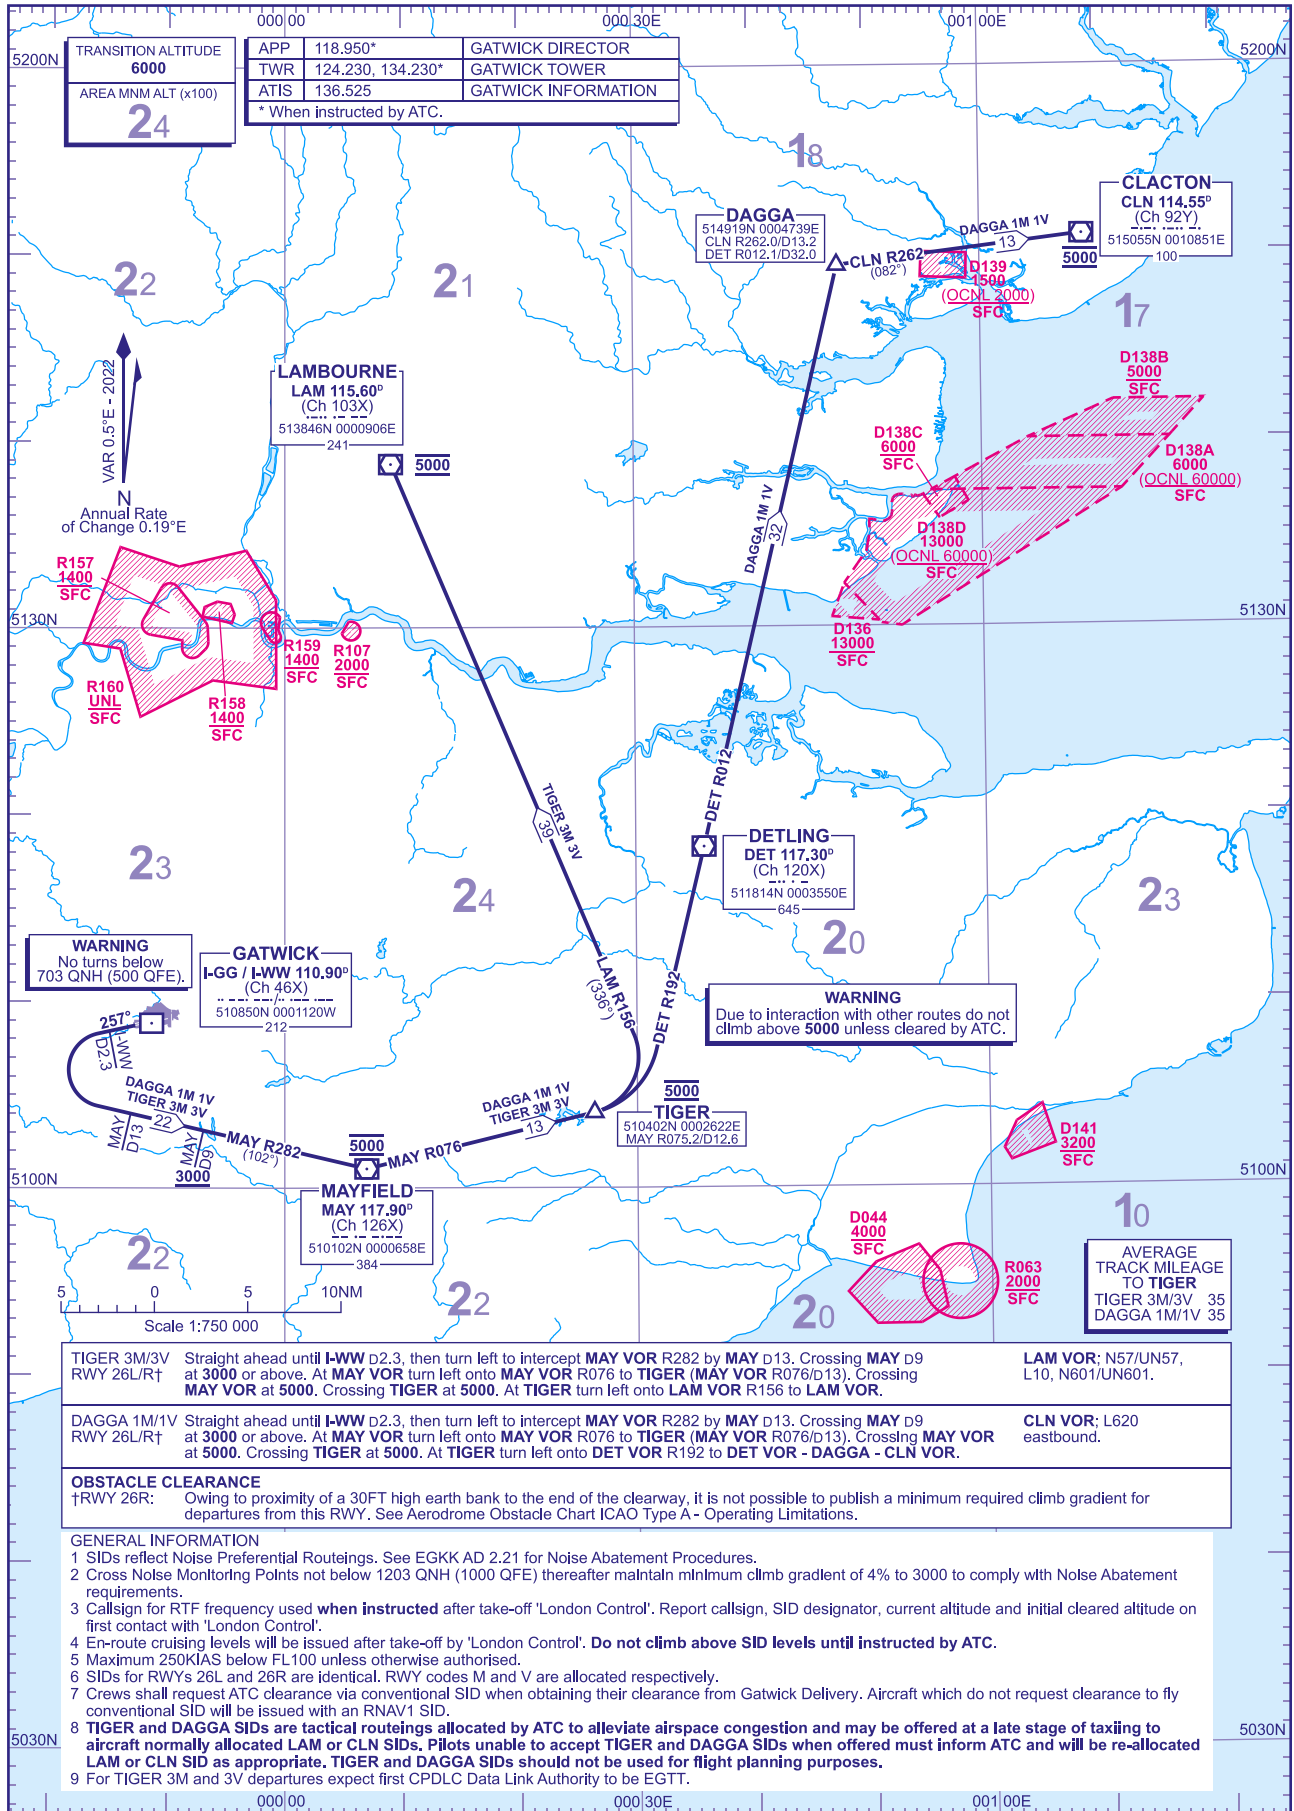 000 00
000 30E
001 00E
5200N
5200N
TRANSITION ALTITUDE
6000
AREA MNM ALT (x100)
24
APP 118.950* GATWICK DIRECTOR
TWR 124.230, 134.230* GATWICK TOWER
ATIS 136.525 GATWICK INFORMATION
* When instructed by ATC.
18
CLACTON
CLN 114.55D
(Ch 92Y)
515055N 0010851E
100
DAGGA
514919N 0004739E
CLN R262.0/D13.2
DET R012.1/D32.0
DAGGA 1M 1V
13
5000
CLN R262
(082°)
D139
1500
(OCNL 2000)
SFC
22
21
17
VAR 0.5°E - 2022
N
Annual Rate
of Change 0.19°E
LAMBOURNE
LAM 115.60D
(Ch 103X)
513846N 0000906E
241
5000
D138B
5000
SFC
D138C
6000
SFC
D138A
6000
(OCNL 60000)
SFC
D138D
13000
(OCNL 60000)
SFC
DAGGA 1M 1V
32
R157
1400
SFC
5130N
5130N
D136
13000
SFC
R159
1400
SFC
R107
2000
SFC
R160
UNL
SFC
R158
1400
SFC
DET R012
TIGER 3M 3V
39
DETLING
DET 117.30D
(Ch 120X)
511814N 0003550E
645
23
24
23
20
WARNING
No turns below
703 QNH (500 QFE).
GATWICK
I-GG / I-WW 110.90D
(Ch 46X)
510850N 0001120W
212
LAM R156
(336°)
DET R192
WARNING
Due to interaction with other routes do not
climb above 5000 unless cleared by ATC.
257°
I-WW
D2.3
DAGGA 1M 1V
TIGER 3M 3V
22
MAY
D13
MAY
D9
3000
MAY R282
(102°)
5000
MAY R076
DAGGA 1M 1V
TIGER 3M 3V
13
5000
TIGER
510402N 0002622E
MAY R075.2/D12.6
D141
3200
SFC
5100N
5100N
MAYFIELD
MAY 117.90D
(Ch 126X)
510102N 0000658E
384
D044
4000
SFC
R063
2000
SFC
10
22
22
20
AVERAGE
TRACK MILEAGE
TO TIGER
TIGER 3M/3V 35
DAGGA 1M/1V 35
5 0 5 10NM
Scale 1:750 000
TIGER 3M/3V Straight ahead until I-WW D2.3, then turn left to intercept MAY VOR R282 by MAY D13. Crossing MAY D9 LAM VOR; N57/UN57,
RWY 26L/R† at 3000 or above. At MAY VOR turn left onto MAY VOR R076 to TIGER (MAY VOR R076/D13). Crossing L10, N601/UN601.
MAY VOR at 5000. Crossing TIGER at 5000. At TIGER turn left onto LAM VOR R156 to LAM VOR.
DAGGA 1M/1V Straight ahead until I-WW D2.3, then turn left to intercept MAY VOR R282 by MAY D13. Crossing MAY D9 CLN VOR; L620
RWY 26L/R† at 3000 or above. At MAY VOR turn left onto MAY VOR R076 to TIGER (MAY VOR R076/D13). Crossing MAY VOR eastbound.
at 5000. Crossing TIGER at 5000. At TIGER turn left onto DET VOR R192 to DET VOR - DAGGA - CLN VOR.
OBSTACLE CLEARANCE
†RWY 26R: Owing to proximity of a 30FT high earth bank to the end of the clearway, it is not possible to publish a minimum required climb gradient for
departures from this RWY. See Aerodrome Obstacle Chart ICAO Type A - Operating Limitations.
GENERAL INFORMATION
1 SIDs reflect Noise Preferential Routeings. See EGKK AD 2.21 for Noise Abatement Procedures.
2 Cross Noise Monitoring Points not below 1203 QNH (1000 QFE) thereafter maintain minimum climb gradient of 4% to 3000 to comply with Noise Abatement
requirements.
3 Callsign for RTF frequency used when instructed after take-off 'London Control'. Report callsign, SID designator, current altitude and initial cleared altitude on
first contact with 'London Control'.
4 En-route cruising levels will be issued after take-off by 'London Control'. Do not climb above SID levels until instructed by ATC.
5 Maximum 250KIAS below FL100 unless otherwise authorised.
6 SIDs for RWYs 26L and 26R are identical. RWY codes M and V are allocated respectively.
7 Crews shall request ATC clearance via conventional SID when obtaining their clearance from Gatwick Delivery. Aircraft which do not request clearance to fly
conventional SID will be issued with an RNAV1 SID.
8 TIGER and DAGGA SIDs are tactical routeings allocated by ATC to alleviate airspace congestion and may be offered at a late stage of taxiing to
aircraft normally allocated LAM or CLN SIDs. Pilots unable to accept TIGER and DAGGA SIDs when offered must inform ATC and will be re-allocated
LAM or CLN SID as appropriate. TIGER and DAGGA SIDs should not be used for flight planning purposes.
9 For TIGER 3M and 3V departures expect first CPDLC Data Link Authority to be EGTT.
5030N
5030N
000 00
000 30E
001 00E